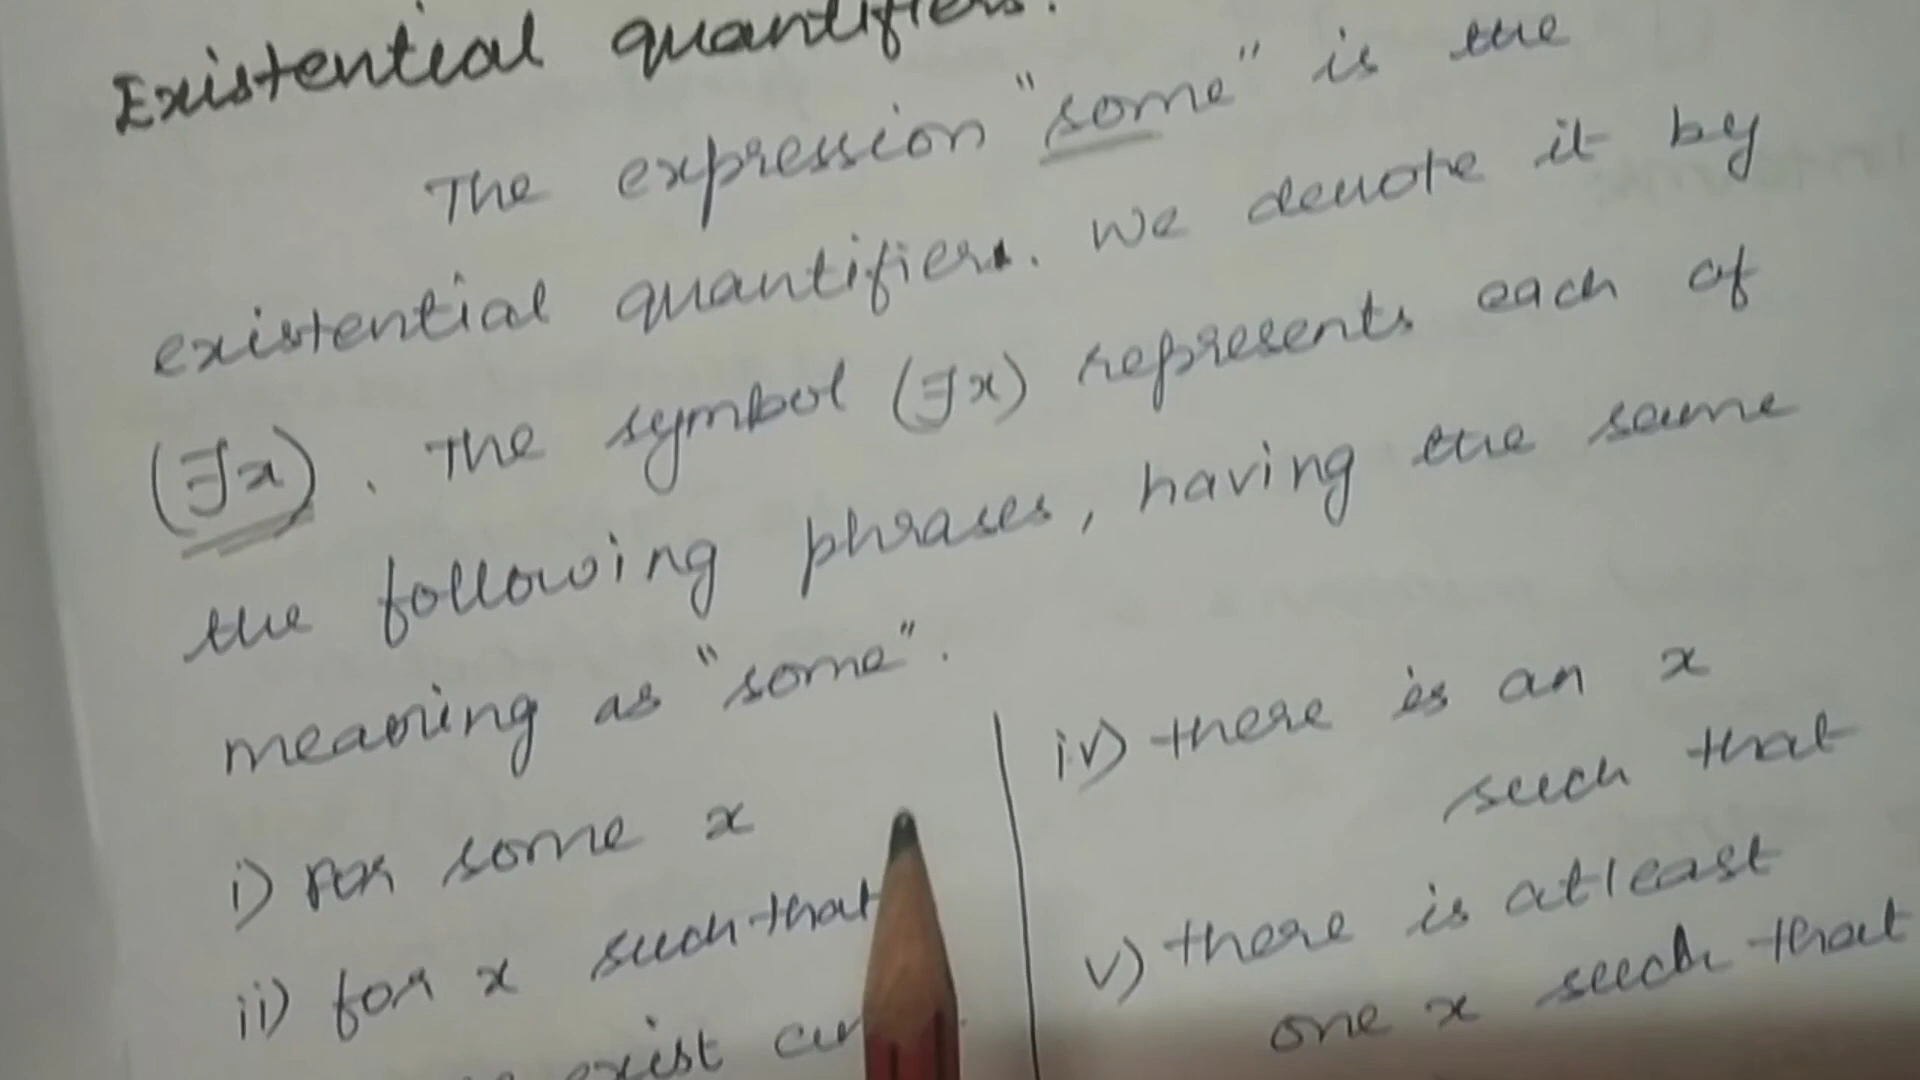 Existential quantifiers.
The expression "some" is the
existential quantifier. We denote it by
(∃x). The symbol (∃x) represents each of
the following phrases, having the same
meaning as "some".
i) For some x
ii) for x such that
exist
iv) there is an x
such that
v) there is atleast
one x such that